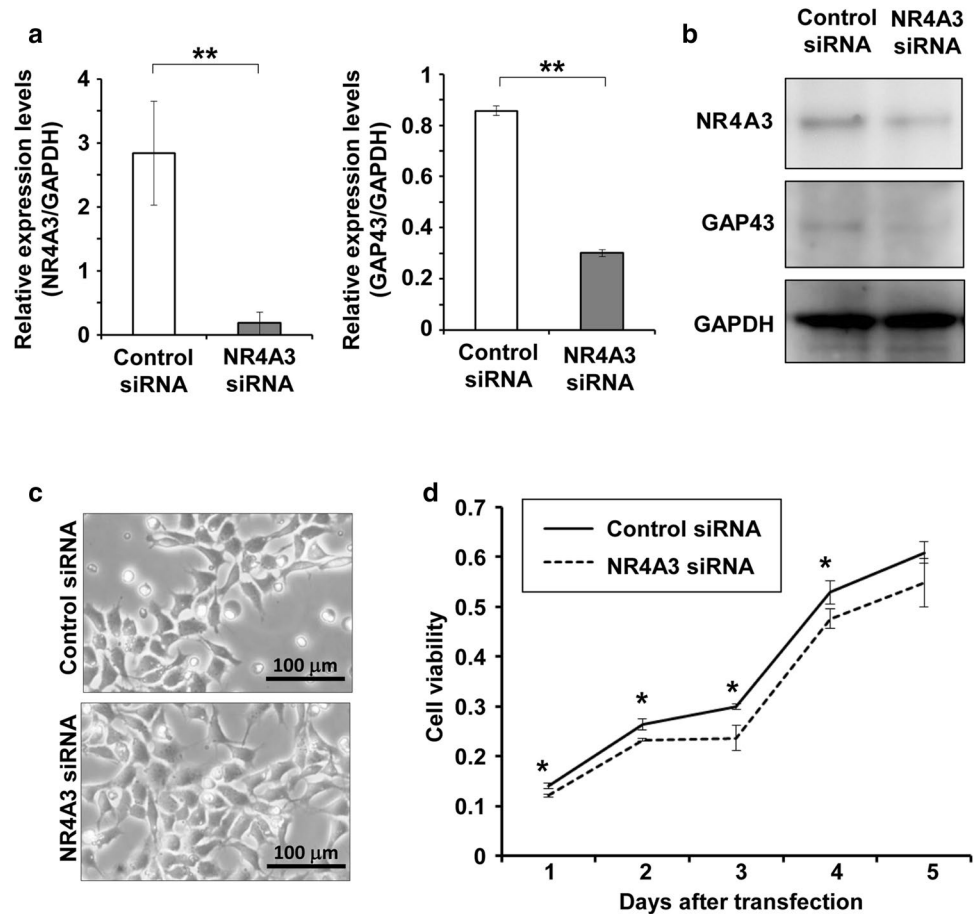 a
**
Relative expression levels
(NR4A3/GAPDH)
4
3
2
1
0
Control
siRNA
NR4A3
siRNA
**
Relative expression levels
(GAP43/GAPDH)
1
0.8
0.6
0.4
0.2
0
Control
siRNA
NR4A3
siRNA
b
Control
siRNA
NR4A3
siRNA
NR4A3
GAP43
GAPDH
c
Control siRNA
100 μm
NR4A3 siRNA
100 μm
d
Cell viability
0.7
0.6
0.5
0.4
0.3
0.2
0.1
0
Control siRNA
NR4A3 siRNA
*
*
*
*
1
2
3
4
5
Days after transfection